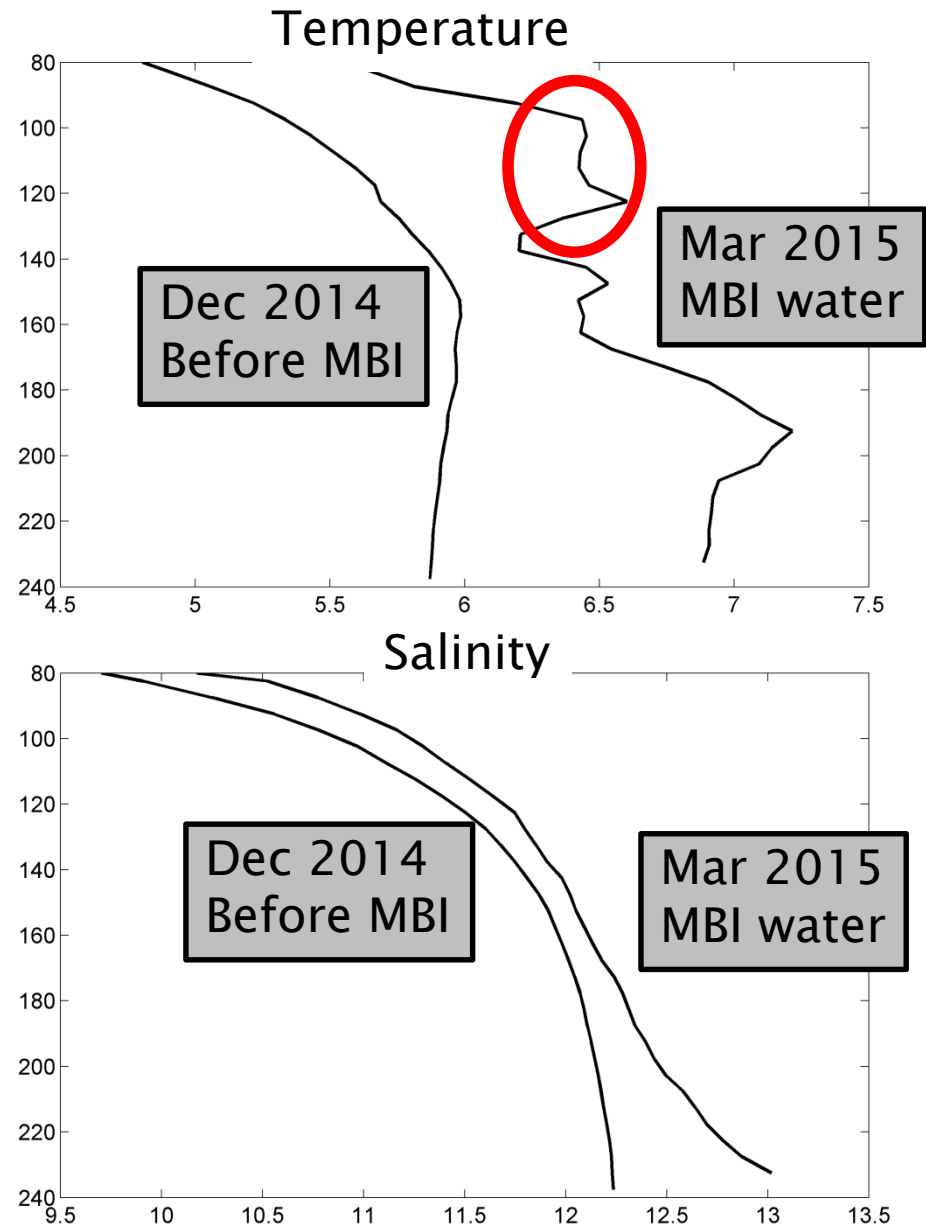 Temperature
80
100
120
140
160
180
200
220
240
Dec 2014
Before MBI
Mar 2015
MBI water
4.5 5 5.5 6 6.5 7 7.5
Salinity
80
100
120
140
160
180
200
220
240
Dec 2014
Before MBI
Mar 2015
MBI water
9.5 10 10.5 11 11.5 12 12.5 13 13.5